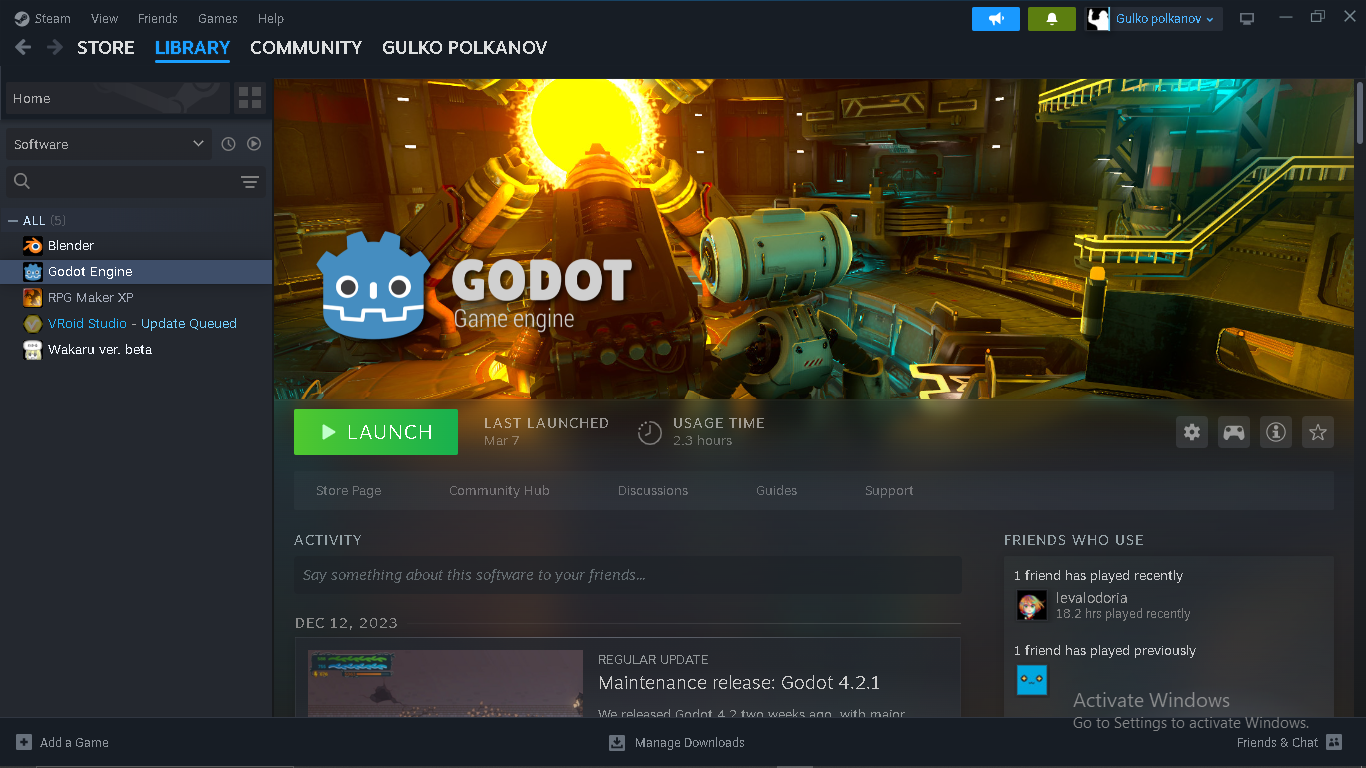 Steam View Friends Games Help
Gulko polkanov
STORE LIBRARY COMMUNITY GULKO POLKANOV
Home
Software
ALL (5)
Blender
Godot Engine
RPG Maker XP
VRoid Studio - Update Queued
Wakaru ver. beta
GODOT
Game engine
LAUNCH
LAST LAUNCHED
Mar 7
USAGE TIME
2.3 hours
Store Page Community Hub Discussions Guides Support
ACTIVITY
Say something about this software to your friends...
DEC 12, 2023
REGULAR UPDATE
Maintenance release: Godot 4.2.1
We released Godot 4.2 two weeks ago, with major
FRIENDS WHO USE
1 friend has played recently
levalodoria
18.2 hrs played recently
1 friend has played previously
Activate Windows
Go to Settings to activate Windows.
Add a Game
Manage Downloads
Friends & Chat